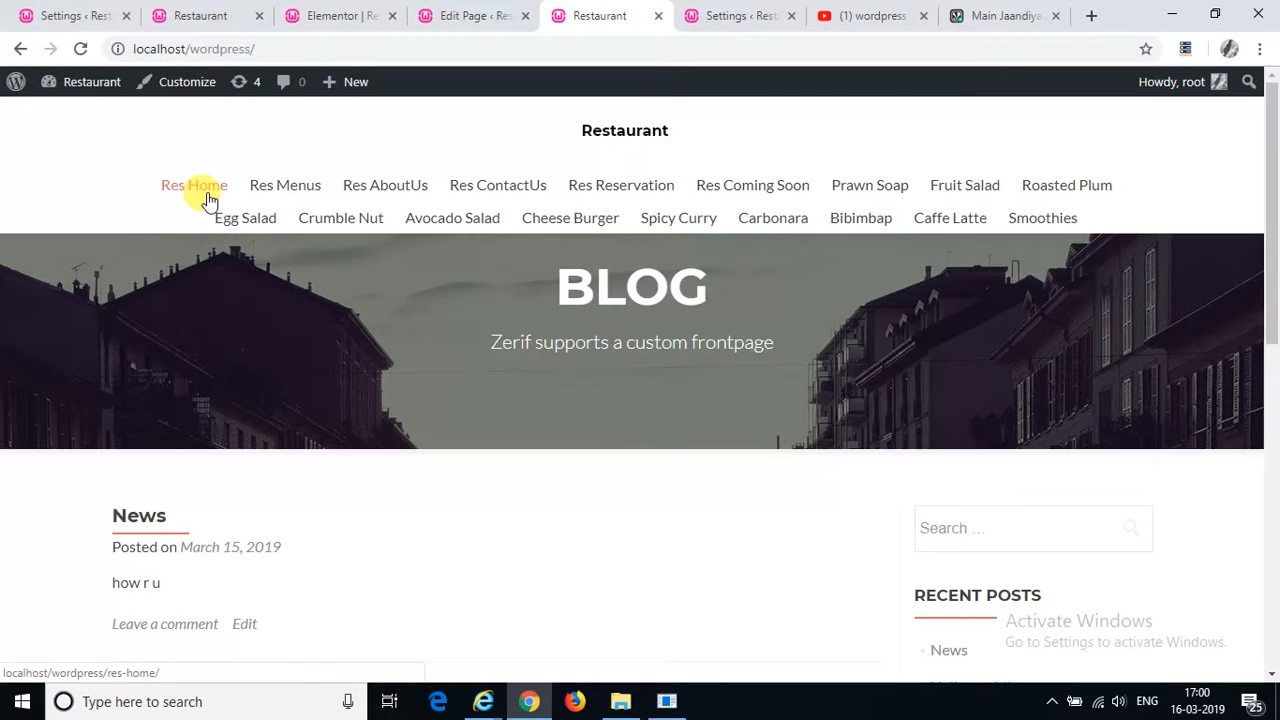 Settings ‹ Rest
Restaurant
Elementor | Re
Edit Page ‹ Res
Restaurant
Settings ‹ Rest
(1) wordpress
Main Jaandiya
localhost/wordpress/
Restaurant
Customize
4
0
New
Howdy, root
Restaurant
Res Home Res Menus Res AboutUs Res ContactUs Res Reservation Res Coming Soon Prawn Soap Fruit Salad Roasted Plum
Egg Salad Crumble Nut Avocado Salad Cheese Burger Spicy Curry Carbonara Bibimbap Caffe Latte Smoothies
BLOG
Zerif supports a custom frontpage
News
Posted on March 15, 2019
how r u
Leave a comment Edit
Search …
RECENT POSTS
News
Activate Windows
Go to Settings to activate Windows.
localhost/wordpress/res-home/
Type here to search
ENG
17:00
16-03-2019
25